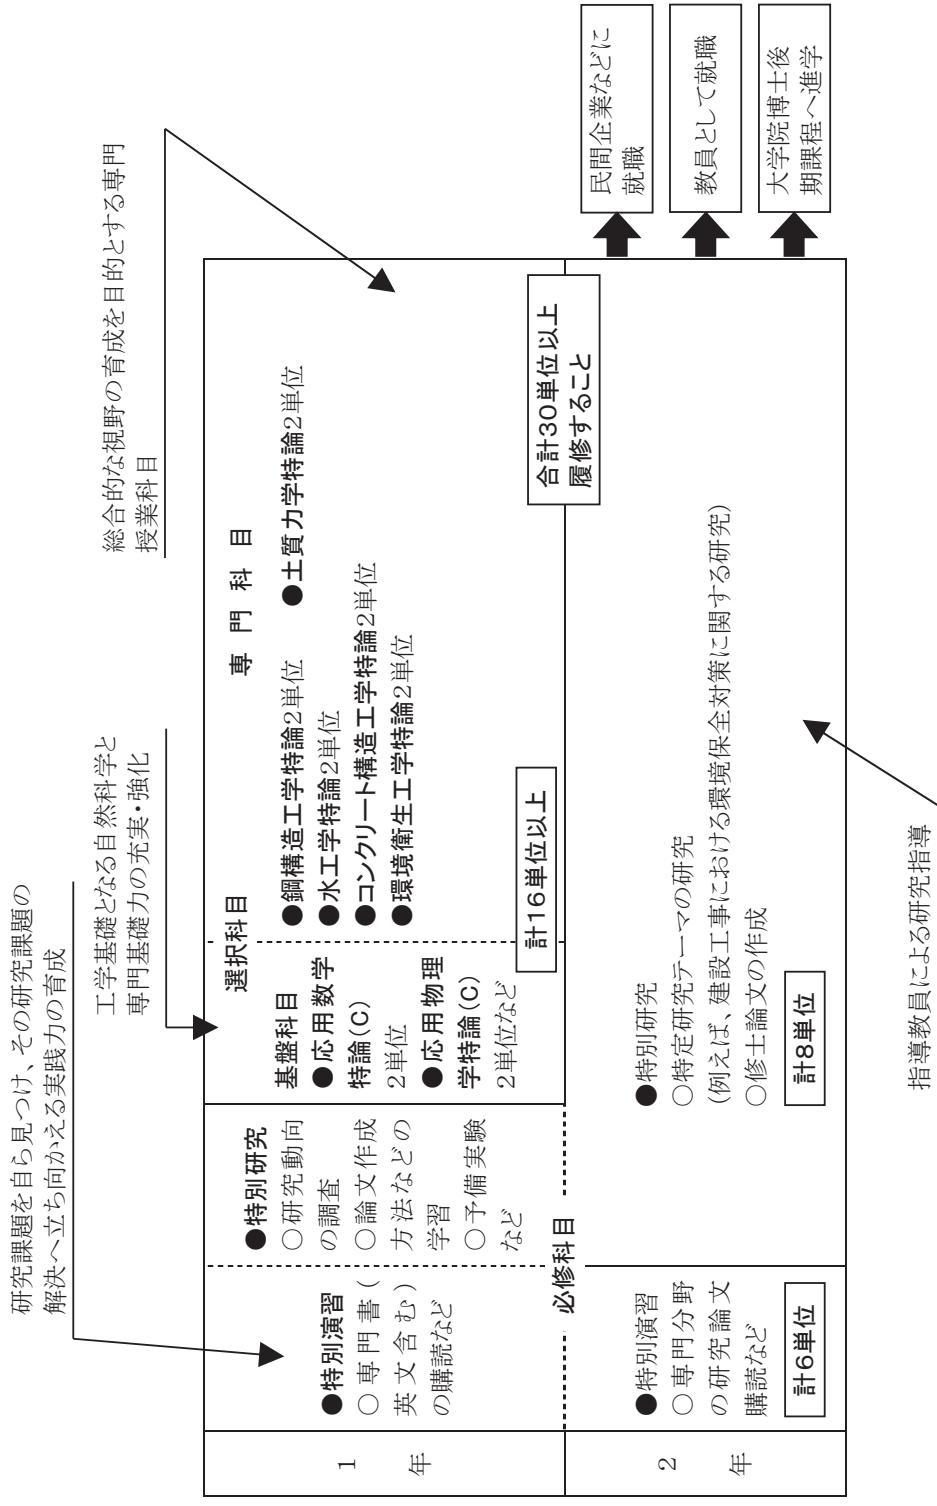 研究課題を自ら見つけ、その研究課題の
解決へ立ち向かえる実践力の育成
工学基礎となる自然科学と
専門基礎力の充実・強化
総合的な視野の育成を目的とする専門
授業科目
1
年
●特別演習
○専門書(
英文含む)
の購読など
●特別研究
○研究動向
の調査
○論文作成
方法などの
学習
○予備実験
など
選択科目
基盤科目
●応用数学
特論(C)
2単位
●応用物理
学特論(C)
2単位など
専門科目
●鋼構造工学特論2単位
●土質力学特論2単位
●水工学特論2単位
●コンクリート構造工学特論2単位
●環境衛生工学特論2単位
計16単位以上
合計30単位以上
履修すること
必修科目
2
年
●特別演習
○専門分野
の研究論文
購読など
計6単位
●特別研究
○特定研究テーマの研究
(例えば、建設工事における環境保全対策に関する研究)
○修士論文の作成
計8単位
民間企業などに
就職
教員として就職
大学院博士後
期課程へ進学
指導教員による研究指導